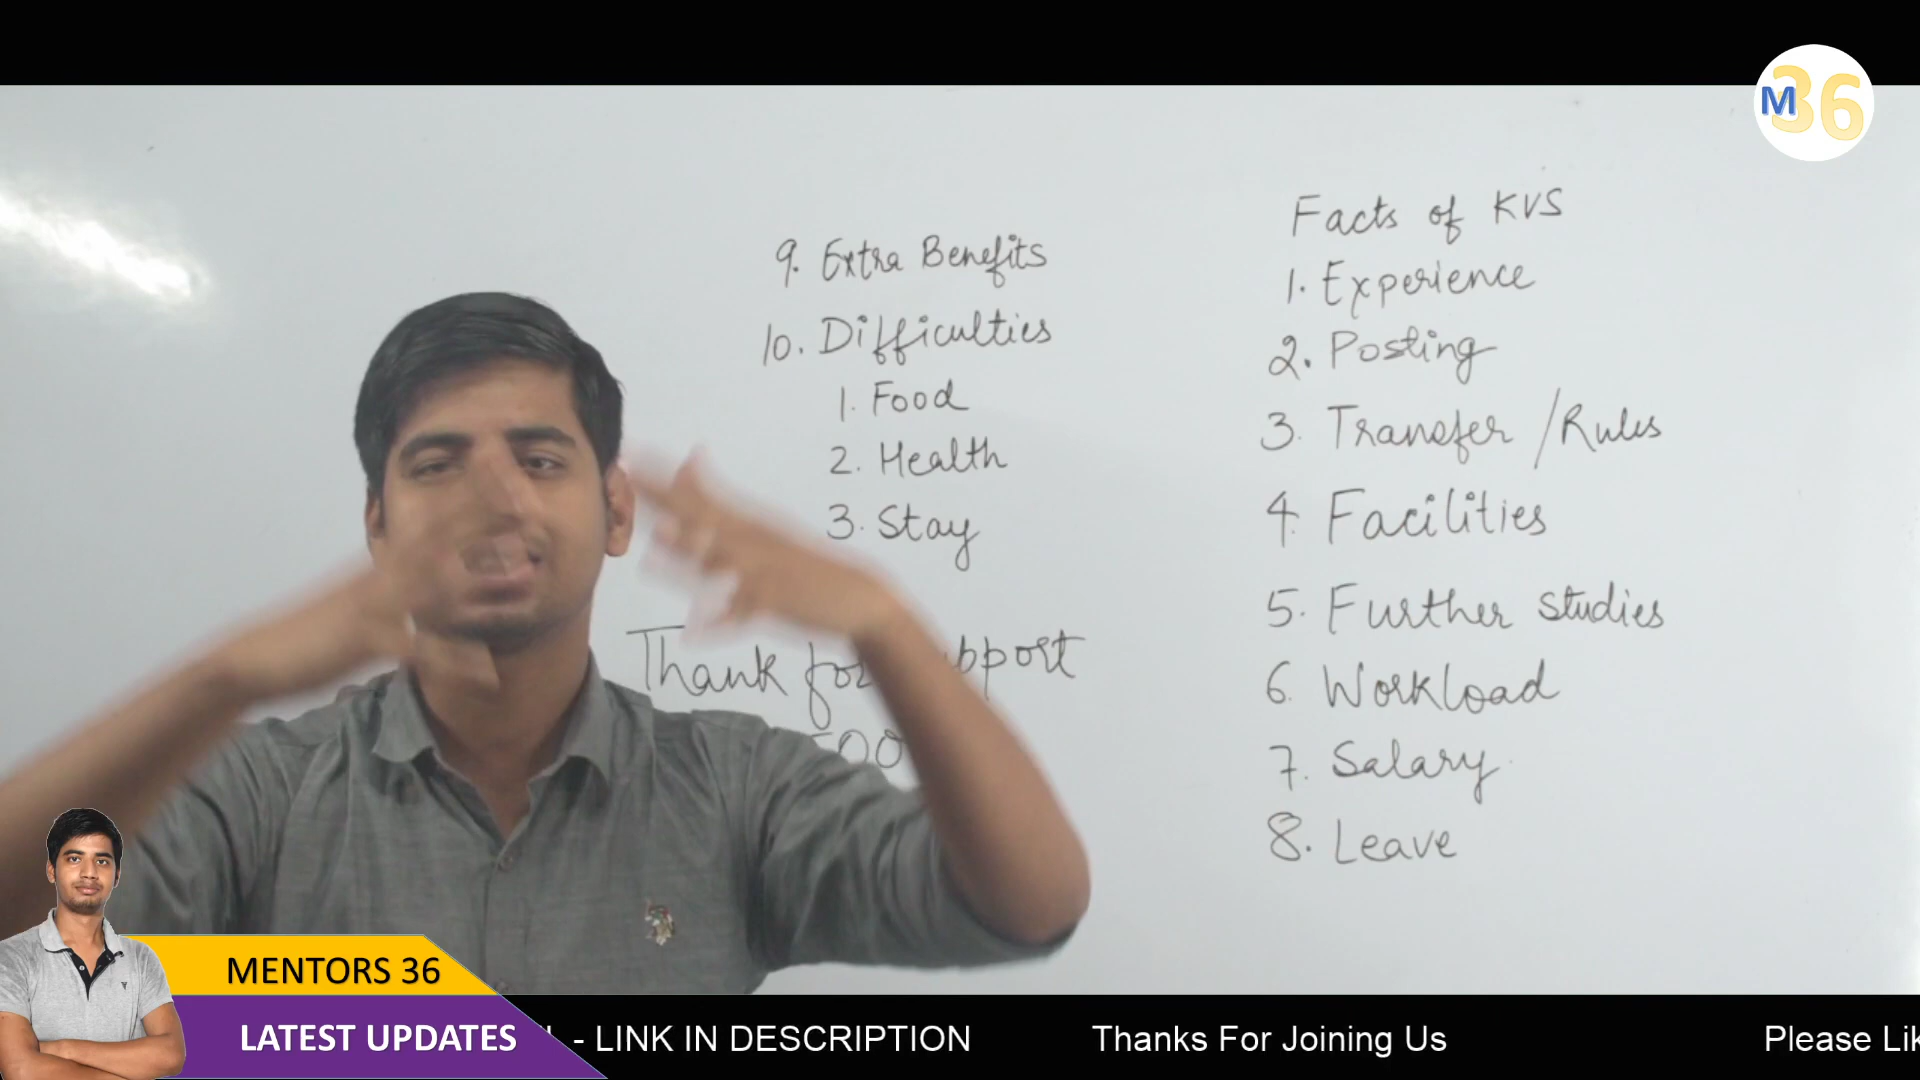 M36
Facts of KVS
1. Experience
2. Posting
3. Transfer / Rules
4. Facilities
5. Further Studies
6. Workload
7. Salary
8. Leave
9. Extra Benefits
10. Difficulties
1. Food
2. Health
3. Stay
Thank for
MENTORS 36
LATEST UPDATES
- LINK IN DESCRIPTION
Thanks For Joining Us
Please